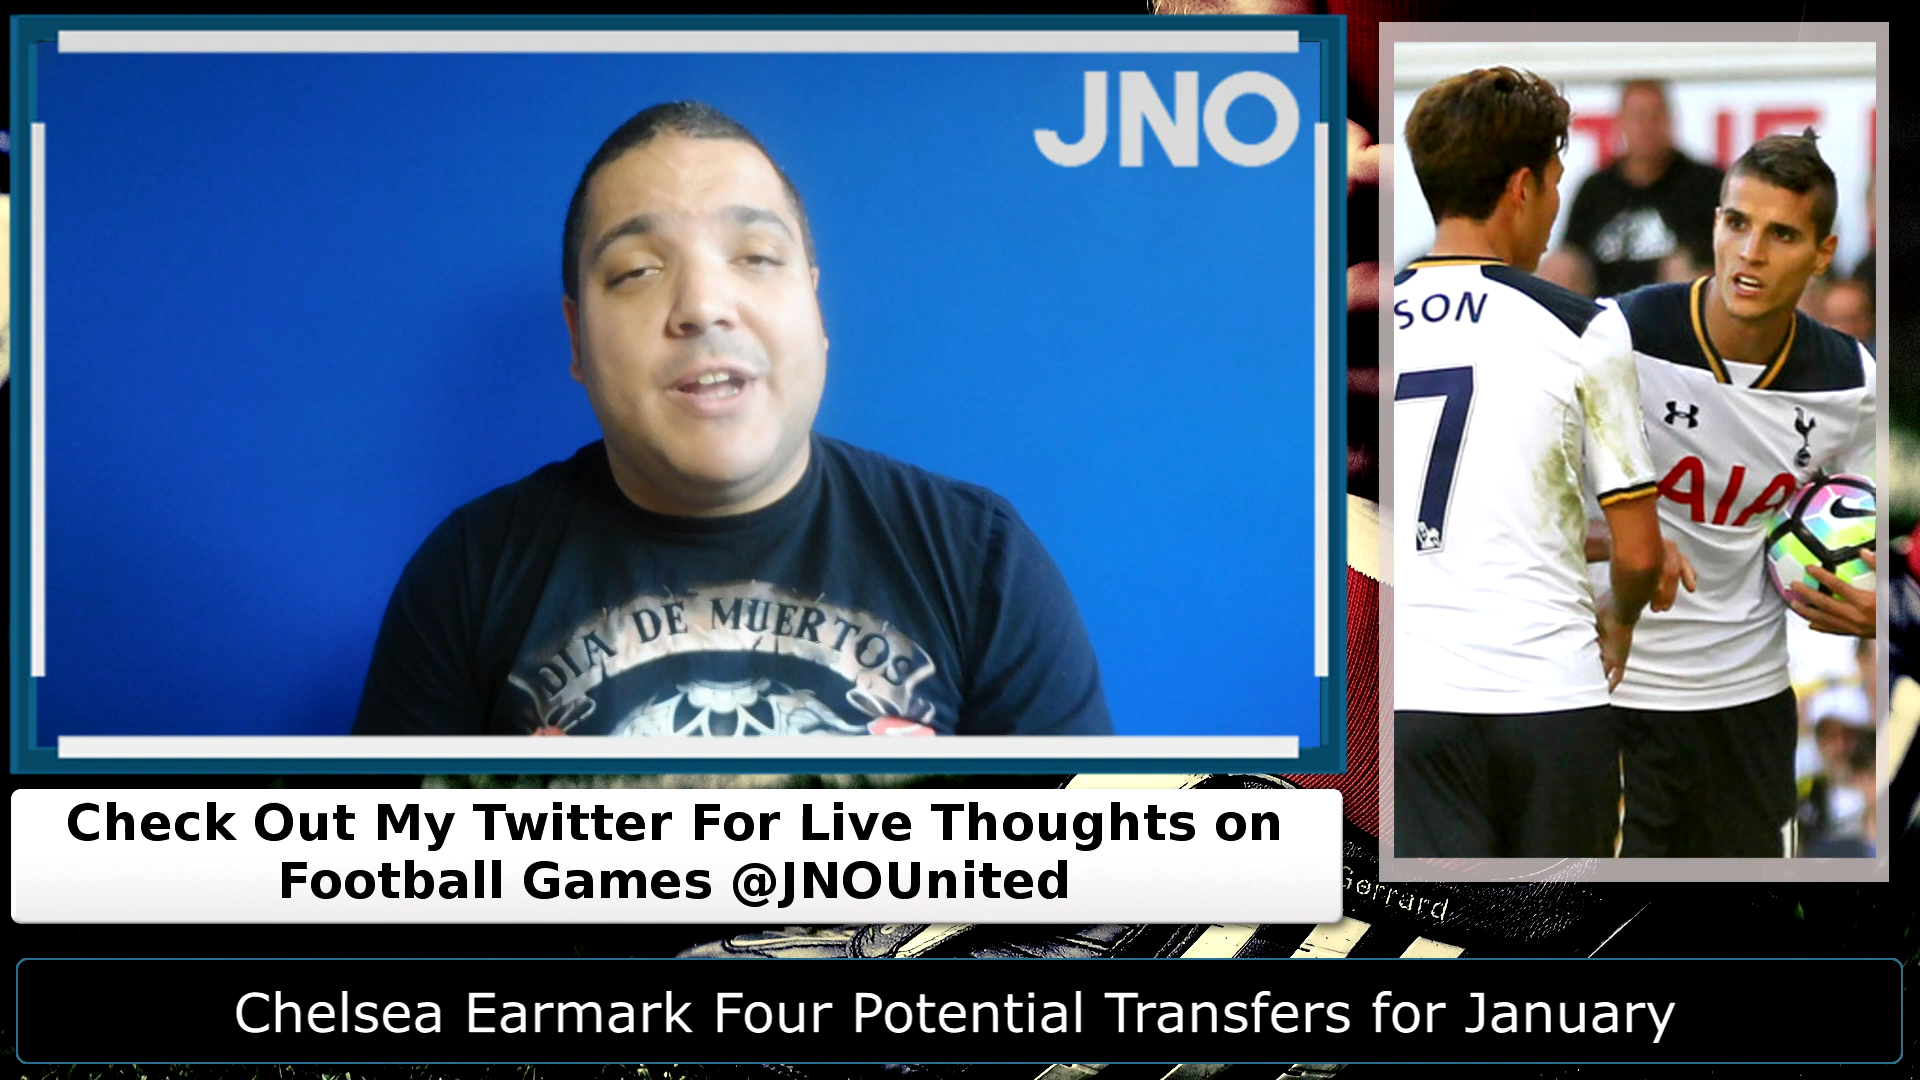 JNO
DIA DE MUERTOS
SON
7
AIA
Check Out My Twitter For Live Thoughts on
Football Games @JNOUnited
Gerrard
Chelsea Earmark Four Potential Transfers for January